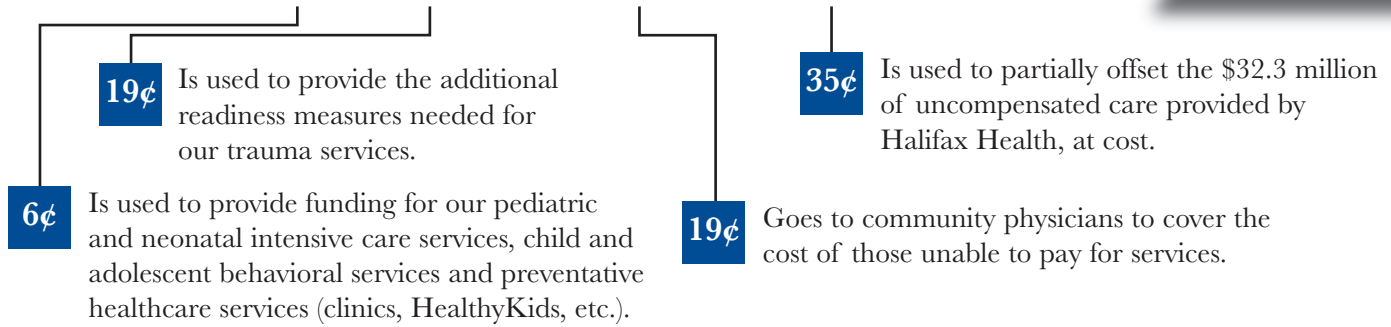 19¢
Is used to provide the additional
readiness measures needed for
our trauma services.
35¢
Is used to partially offset the $32.3 million
of uncompensated care provided by
Halifax Health, at cost.
6¢
Is used to provide funding for our pediatric
and neonatal intensive care services, child and
adolescent behavioral services and preventative
healthcare services (clinics, HealthyKids, etc.).
19¢
Goes to community physicians to cover the
cost of those unable to pay for services.